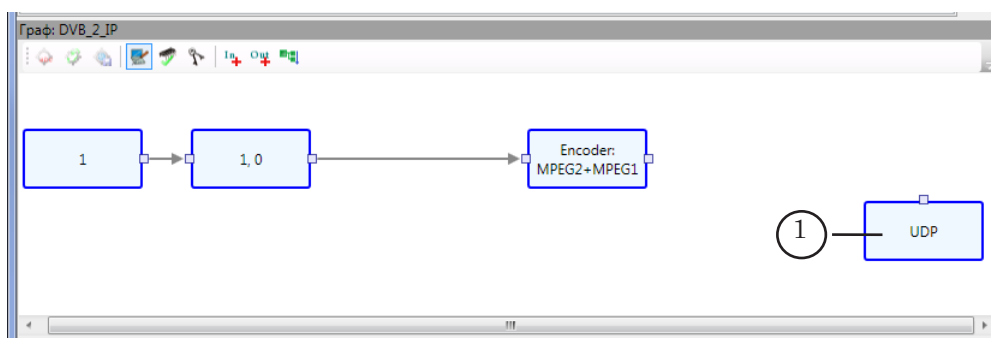 Граф: DVB_2_IP
In Out
1
1, 0
Encoder:
MPEG2+MPEG1
1
UDP